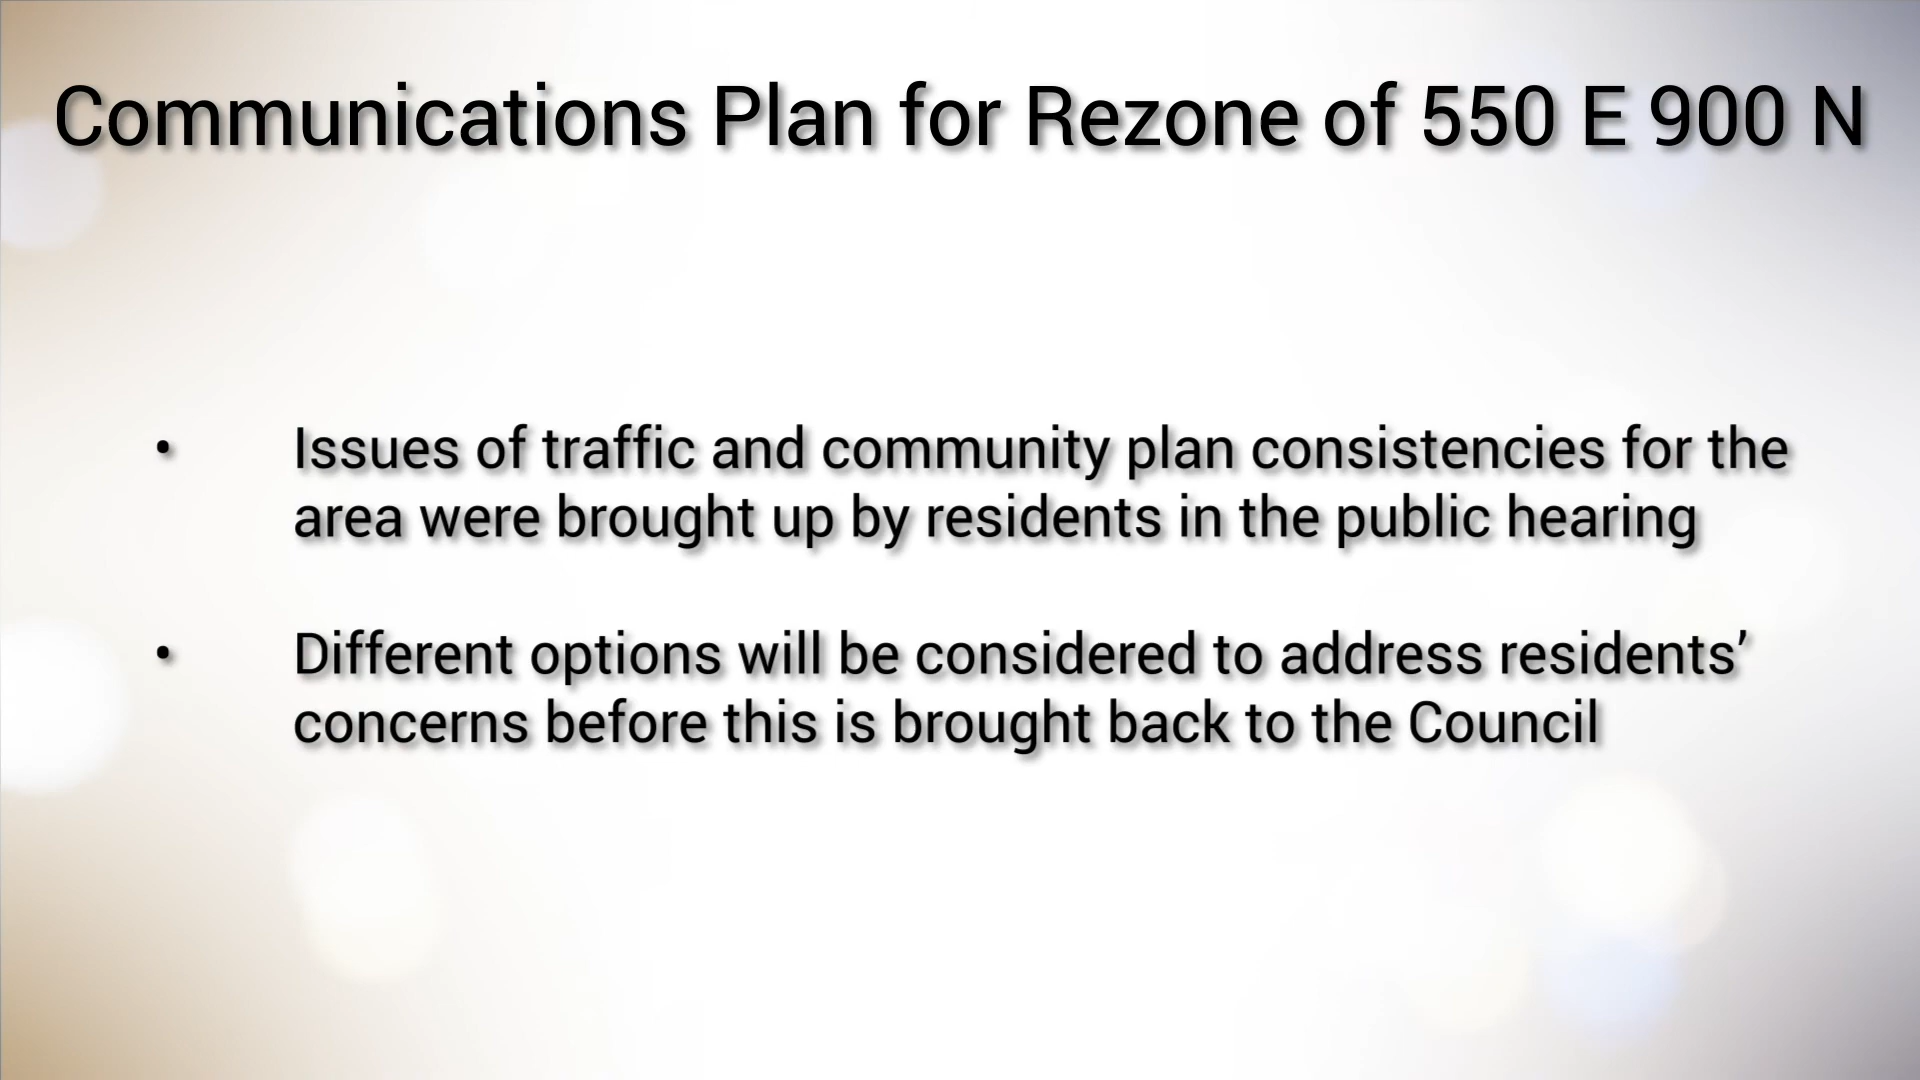 Communications Plan for Rezone of 550 E 900 N
• Issues of traffic and community plan consistencies for the
area were brought up by residents in the public hearing
• Different options will be considered to address residents’
concerns before this is brought back to the Council